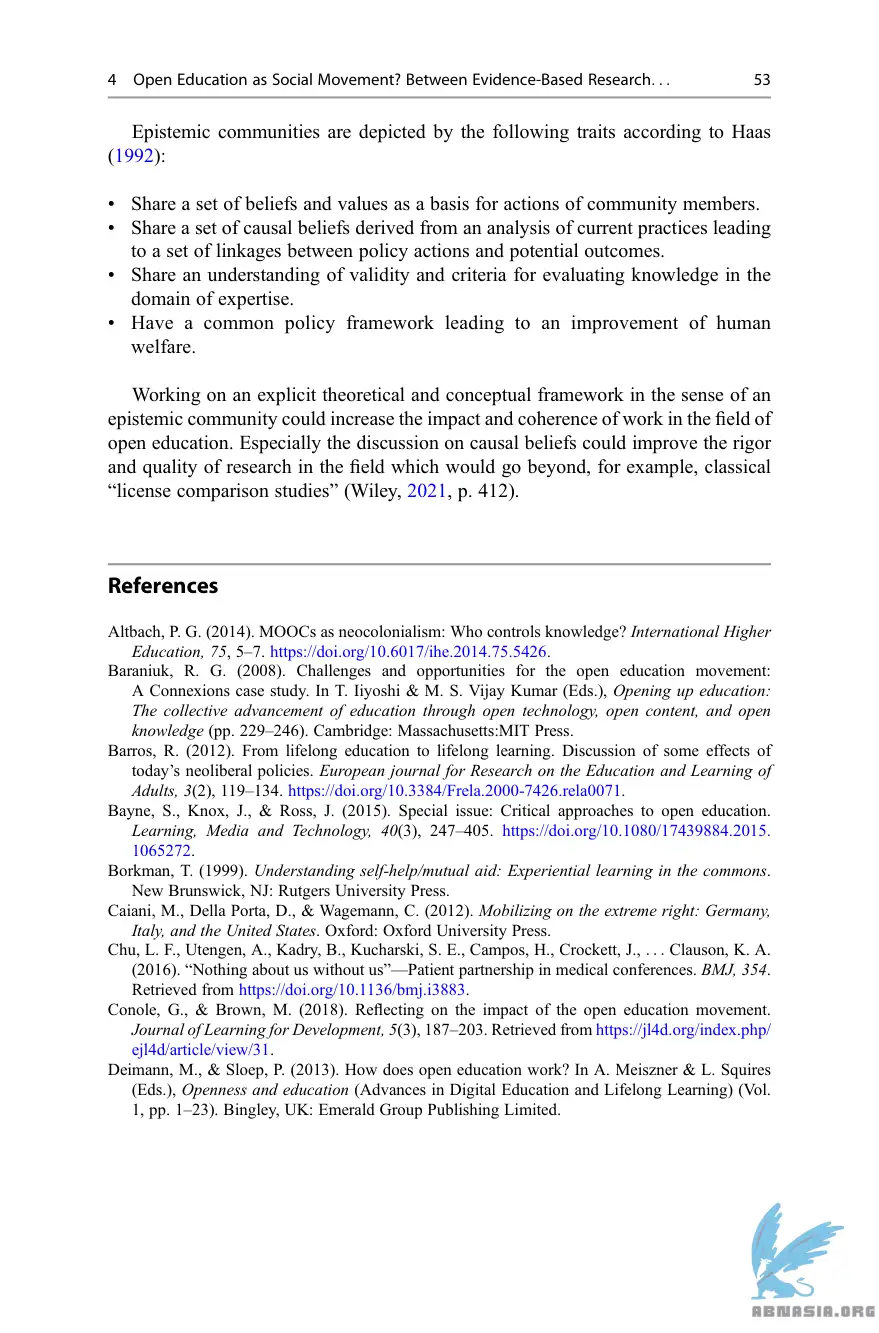 4 Open Education as Social Movement? Between Evidence-Based Research. . . 53
Epistemic communities are depicted by the following traits according to Haas
(1992):
• Share a set of beliefs and values as a basis for actions of community members.
• Share a set of causal beliefs derived from an analysis of current practices leading
to a set of linkages between policy actions and potential outcomes.
• Share an understanding of validity and criteria for evaluating knowledge in the
domain of expertise.
• Have a common policy framework leading to an improvement of human
welfare.
Working on an explicit theoretical and conceptual framework in the sense of an
epistemic community could increase the impact and coherence of work in the field of
open education. Especially the discussion on causal beliefs could improve the rigor
and quality of research in the field which would go beyond, for example, classical
“license comparison studies” (Wiley, 2021, p. 412).
References
Altbach, P. G. (2014). MOOCs as neocolonialism: Who controls knowledge? International Higher
Education, 75, 5–7. https://doi.org/10.6017/ihe.2014.75.5426.
Baraniuk, R. G. (2008). Challenges and opportunities for the open education movement:
A Connexions case study. In T. Iiyoshi & M. S. Vijay Kumar (Eds.), Opening up education:
The collective advancement of education through open technology, open content, and open
knowledge (pp. 229–246). Cambridge: Massachusetts:MIT Press.
Barros, R. (2012). From lifelong education to lifelong learning. Discussion of some effects of
today’s neoliberal policies. European journal for Research on the Education and Learning of
Adults, 3(2), 119–134. https://doi.org/10.3384/Frela.2000-7426.rela0071.
Bayne, S., Knox, J., & Ross, J. (2015). Special issue: Critical approaches to open education.
Learning, Media and Technology, 40(3), 247–405. https://doi.org/10.1080/17439884.2015.
1065272.
Borkman, T. (1999). Understanding self-help/mutual aid: Experiential learning in the commons.
New Brunswick, NJ: Rutgers University Press.
Caiani, M., Della Porta, D., & Wagemann, C. (2012). Mobilizing on the extreme right: Germany,
Italy, and the United States. Oxford: Oxford University Press.
Chu, L. F., Utengen, A., Kadry, B., Kucharski, S. E., Campos, H., Crockett, J., . . . Clauson, K. A.
(2016). “Nothing about us without us”—Patient partnership in medical conferences. BMJ, 354.
Retrieved from https://doi.org/10.1136/bmj.i3883.
Conole, G., & Brown, M. (2018). Reflecting on the impact of the open education movement.
Journal of Learning for Development, 5(3), 187–203. Retrieved from https://jl4d.org/index.php/
ejl4d/article/view/31.
Deimann, M., & Sloep, P. (2013). How does open education work? In A. Meiszner & L. Squires
(Eds.), Openness and education (Advances in Digital Education and Lifelong Learning) (Vol.
1, pp. 1–23). Bingley, UK: Emerald Group Publishing Limited.
ABNASIA.ORG